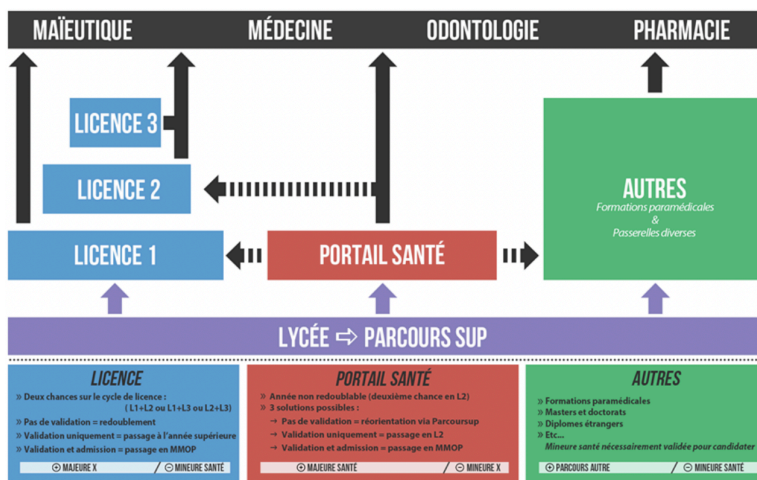 MAÏEUTIQUE MÉDECINE ODONTOLOGIE PHARMACIE
LICENCE 3
LICENCE 2
AUTRES
Formations paramédicales
&
Passerelles diverses
LICENCE 1
PORTAIL SANTÉ
LYCÉE ⇨ PARCOURS SUP
LICENCE
» Deux chances sur le cycle de licence :
( L1+L2 ou L1+L3 ou L2+L3)
» Pas de validation = redoublement
» Validation uniquement = passage à l'année supérieure
» Validation et admission = passage en MMOP
⊕ MAJEURE X / ⊖ MINEURE SANTÉ
PORTAIL SANTÉ
» Année non redoublable (deuxième chance en L2)
» 3 solutions possibles :
→ Pas de validation = réorientation via Parcoursup
→ Validation uniquement = passage en L2
→ Validation et admission = passage en MMOP
⊕ MAJEURE SANTÉ / ⊖ MINEURE X
AUTRES
» Formations paramédicales
» Masters et doctorats
» Diplomes étrangers
» Etc...
Mineure santé nécessairement validée pour candidater
⊕ PARCOURS AUTRE / ⊖ MINEURE SANTÉ